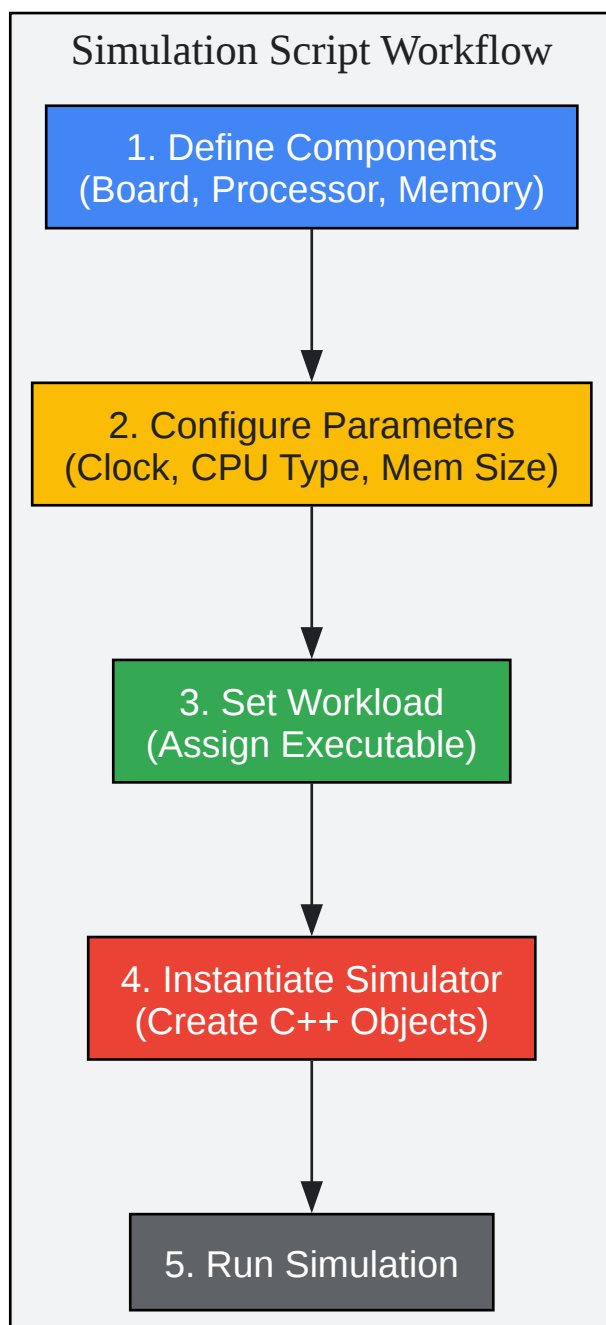 Simulation Script Workflow
1. Define Components
(Board, Processor, Memory)
2. Configure Parameters
(Clock, CPU Type, Mem Size)
3. Set Workload
(Assign Executable)
4. Instantiate Simulator
(Create C++ Objects)
5. Run Simulation